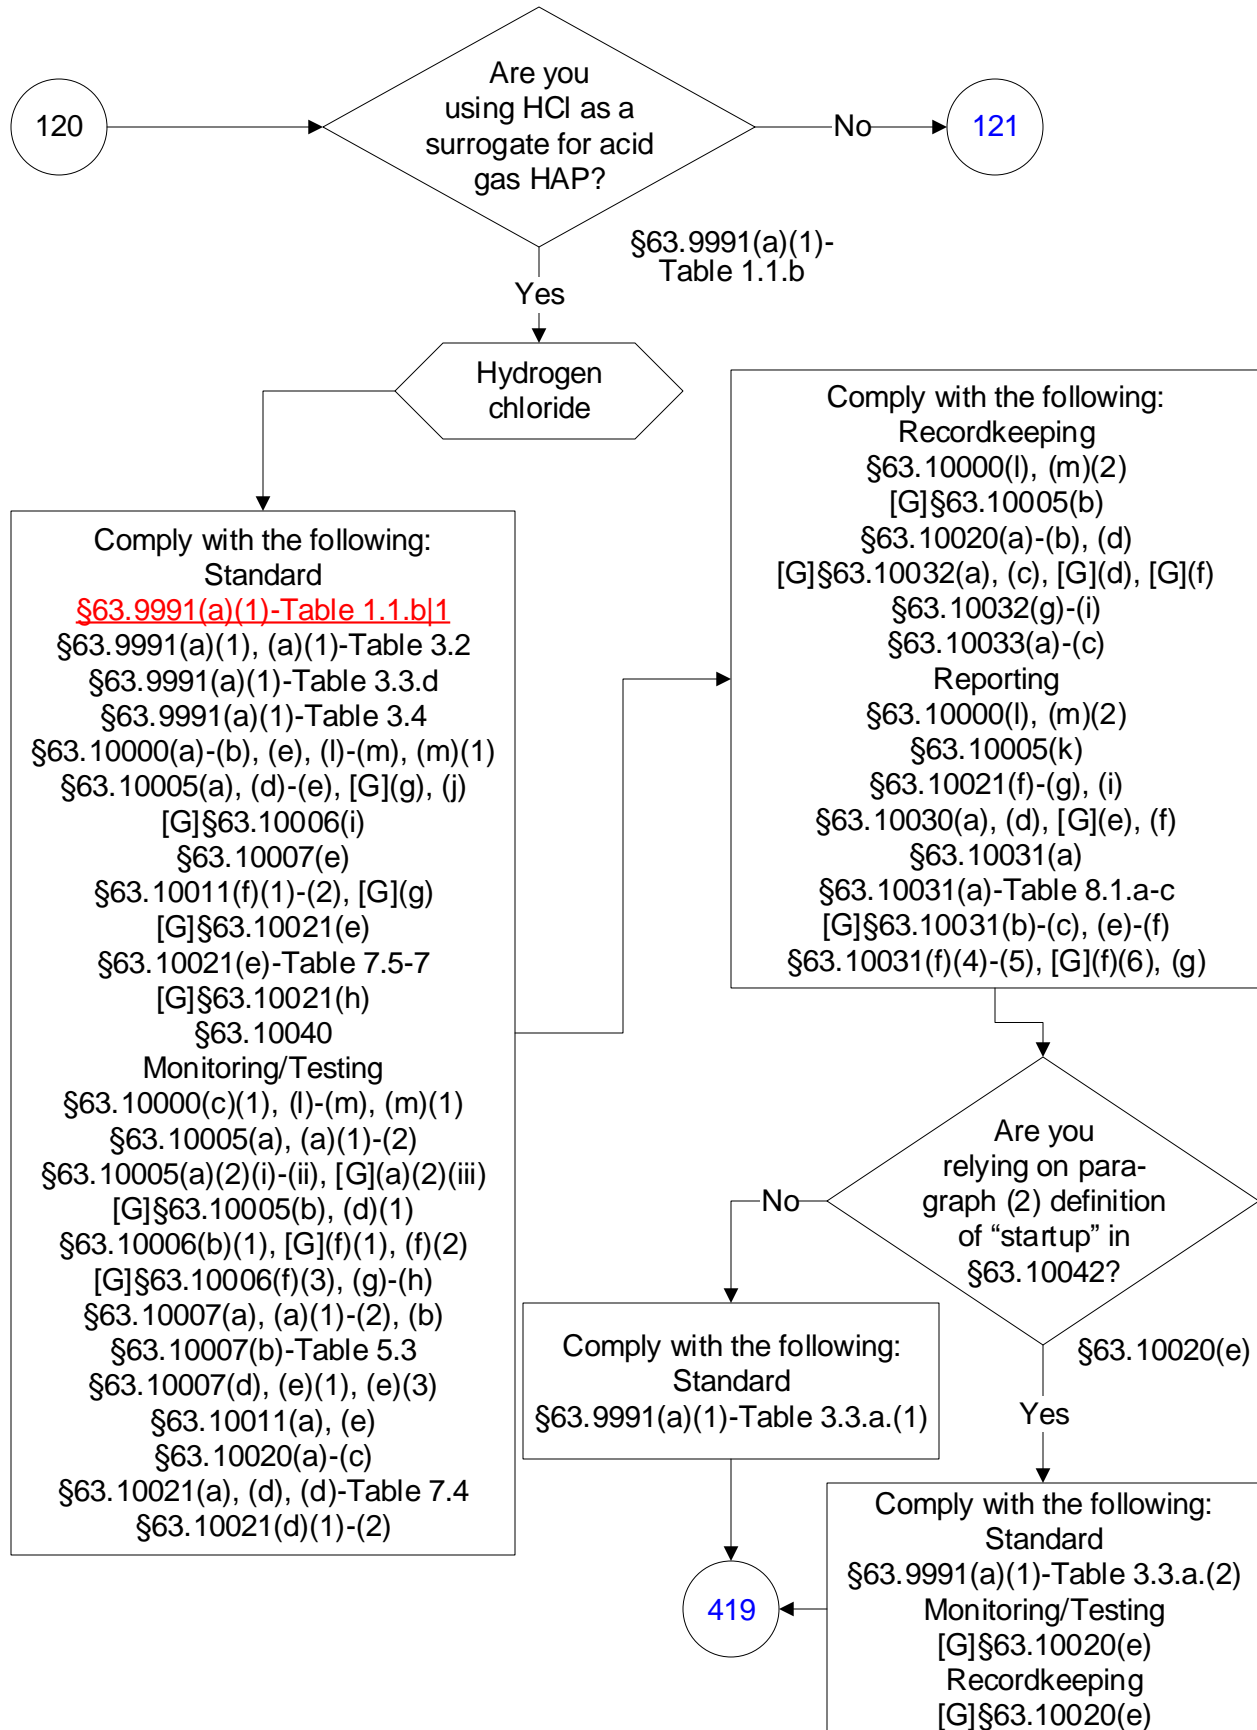 120
Are you
using HCl as a
surrogate for acid
gas HAP?
No
121
§63.9991(a)(1)-
Table 1.1.b
Yes
Hydrogen
chloride
Comply with the following:
Standard
§63.9991(a)(1)-Table 1.1.b|1
§63.9991(a)(1), (a)(1)-Table 3.2
§63.9991(a)(1)-Table 3.3.d
§63.9991(a)(1)-Table 3.4
§63.10000(a)-(b), (e), (l)-(m), (m)(1)
§63.10005(a), (d)-(e), [G](g), (j)
[G]§63.10006(i)
§63.10007(e)
§63.10011(f)(1)-(2), [G](g)
[G]§63.10021(e)
§63.10021(e)-Table 7.5-7
[G]§63.10021(h)
§63.10040
Monitoring/Testing
§63.10000(c)(1), (l)-(m), (m)(1)
§63.10005(a), (a)(1)-(2)
§63.10005(a)(2)(i)-(ii), [G](a)(2)(iii)
[G]§63.10005(b), (d)(1)
§63.10006(b)(1), [G](f)(1), (f)(2)
[G]§63.10006(f)(3), (g)-(h)
§63.10007(a), (a)(1)-(2), (b)
§63.10007(b)-Table 5.3
§63.10007(d), (e)(1), (e)(3)
§63.10011(a), (e)
§63.10020(a)-(c)
§63.10021(a), (d), (d)-Table 7.4
§63.10021(d)(1)-(2)
Comply with the following:
Recordkeeping
§63.10000(l), (m)(2)
[G]§63.10005(b)
§63.10020(a)-(b), (d)
[G]§63.10032(a), (c), [G](d), [G](f)
§63.10032(g)-(i)
§63.10033(a)-(c)
Reporting
§63.10000(l), (m)(2)
§63.10005(k)
§63.10021(f)-(g), (i)
§63.10030(a), (d), [G](e), (f)
§63.10031(a)
§63.10031(a)-Table 8.1.a-c
[G]§63.10031(b)-(c), (e)-(f)
§63.10031(f)(4)-(5), [G](f)(6), (g)
Are you
relying on para-
graph (2) definition
of “startup” in
§63.10042?
No
§63.10020(e)
Yes
Comply with the following:
Standard
§63.9991(a)(1)-Table 3.3.a.(1)
Comply with the following:
Standard
§63.9991(a)(1)-Table 3.3.a.(2)
Monitoring/Testing
[G]§63.10020(e)
Recordkeeping
[G]§63.10020(e)
419